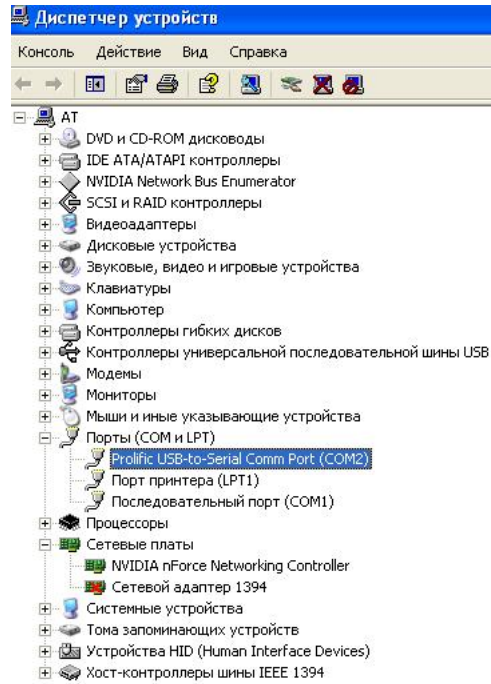 Диспетчер устройств
Консоль Действие Вид Справка
AT
DVD и CD-ROM дисководы
IDE ATA/ATAPI контроллеры
NVIDIA Network Bus Enumerator
SCSI и RAID контроллеры
Видеоадаптеры
Дисковые устройства
Звуковые, видео и игровые устройства
Клавиатуры
Компьютер
Контроллеры гибких дисков
Контроллеры универсальной последовательной шины USB
Модемы
Мониторы
Мыши и иные указывающие устройства
Порты (COM и LPT)
Prolific USB-to-Serial Comm Port (COM2)
Порт принтера (LPT1)
Последовательный порт (COM1)
Процессоры
Сетевые платы
NVIDIA nForce Networking Controller
Сетевой адаптер 1394
Системные устройства
Тома запоминающих устройств
Устройства HID (Human Interface Devices)
Хост-контроллеры шины IEEE 1394